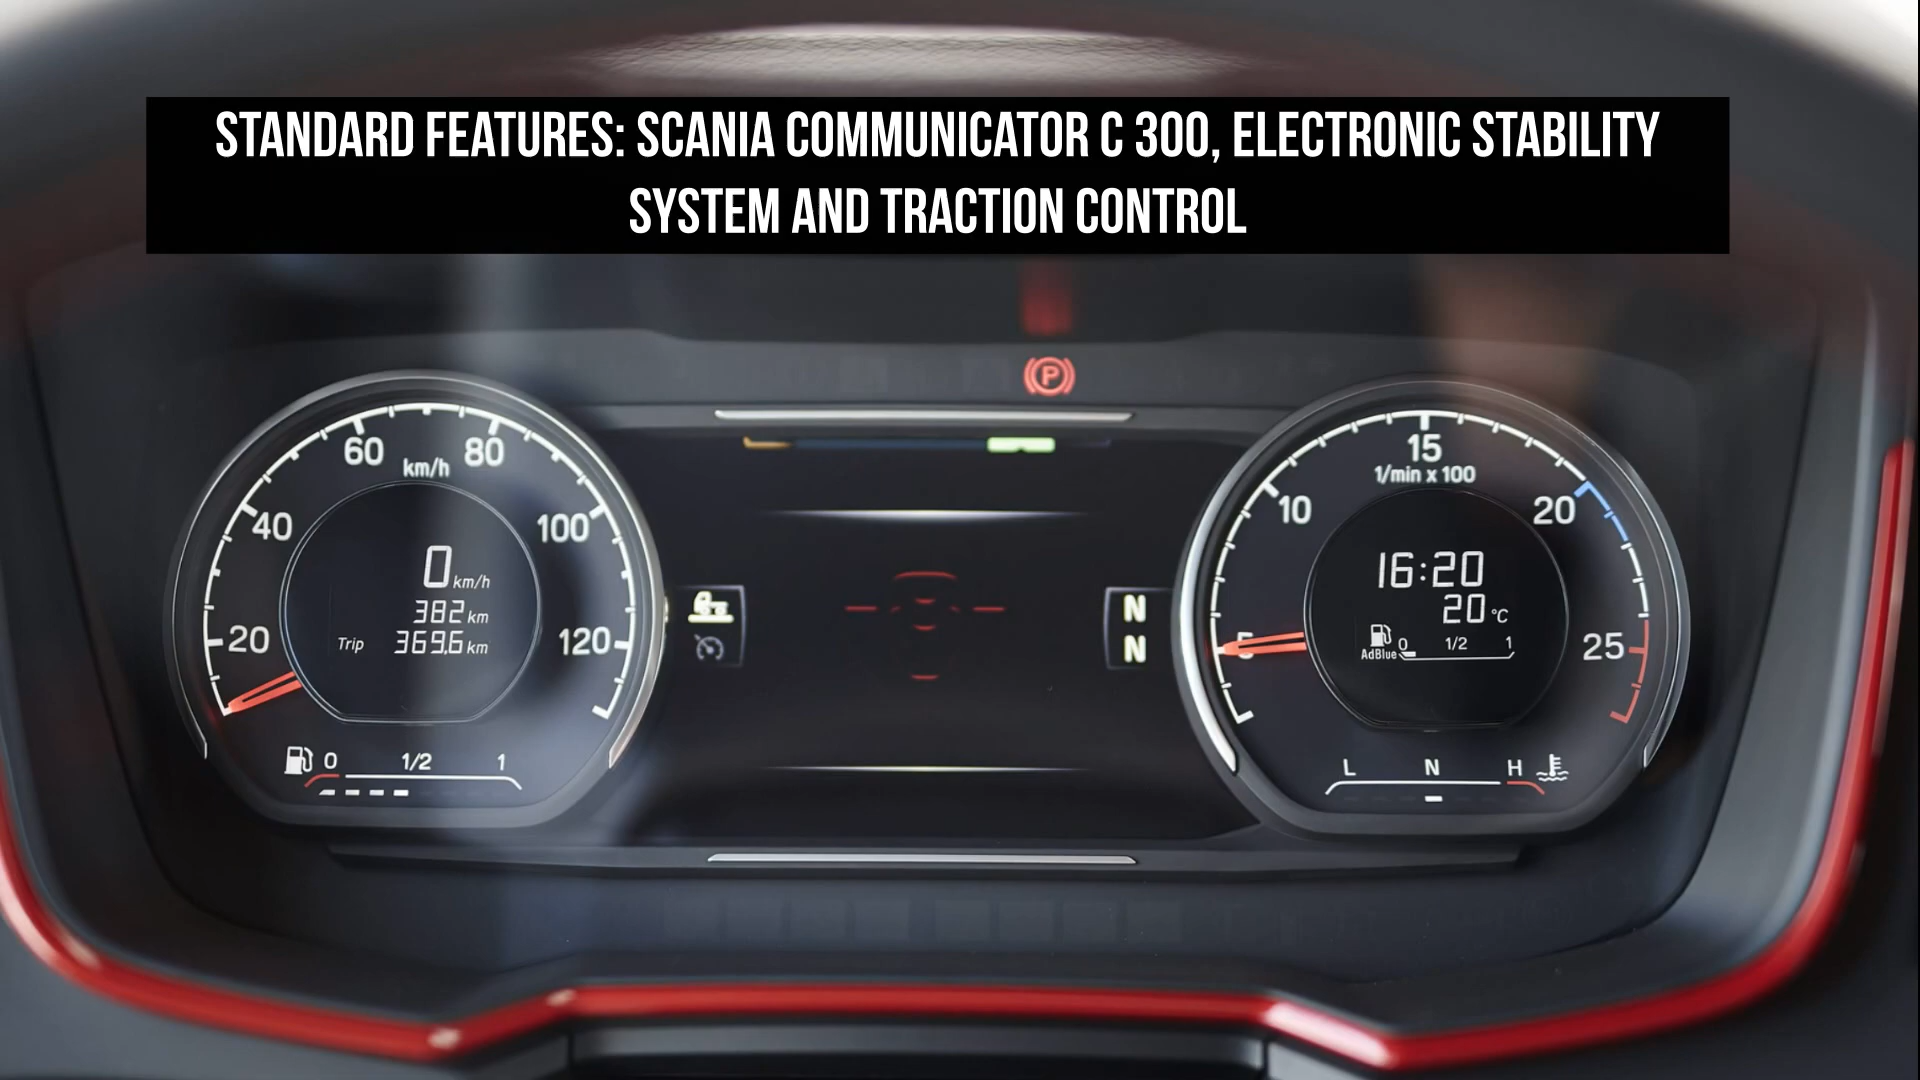 STANDARD FEATURES: SCANIA COMMUNICATOR C 300, ELECTRONIC STABILITY
SYSTEM AND TRACTION CONTROL
P
60 km/h 80
40 100
20 120
0 km/h
382 km
Trip 369,6 km
0 1/2 1
N
N
15
1/min x 100
10 20
5 25
16:20
20 °C
AdBlue 0 1/2 1
L N H